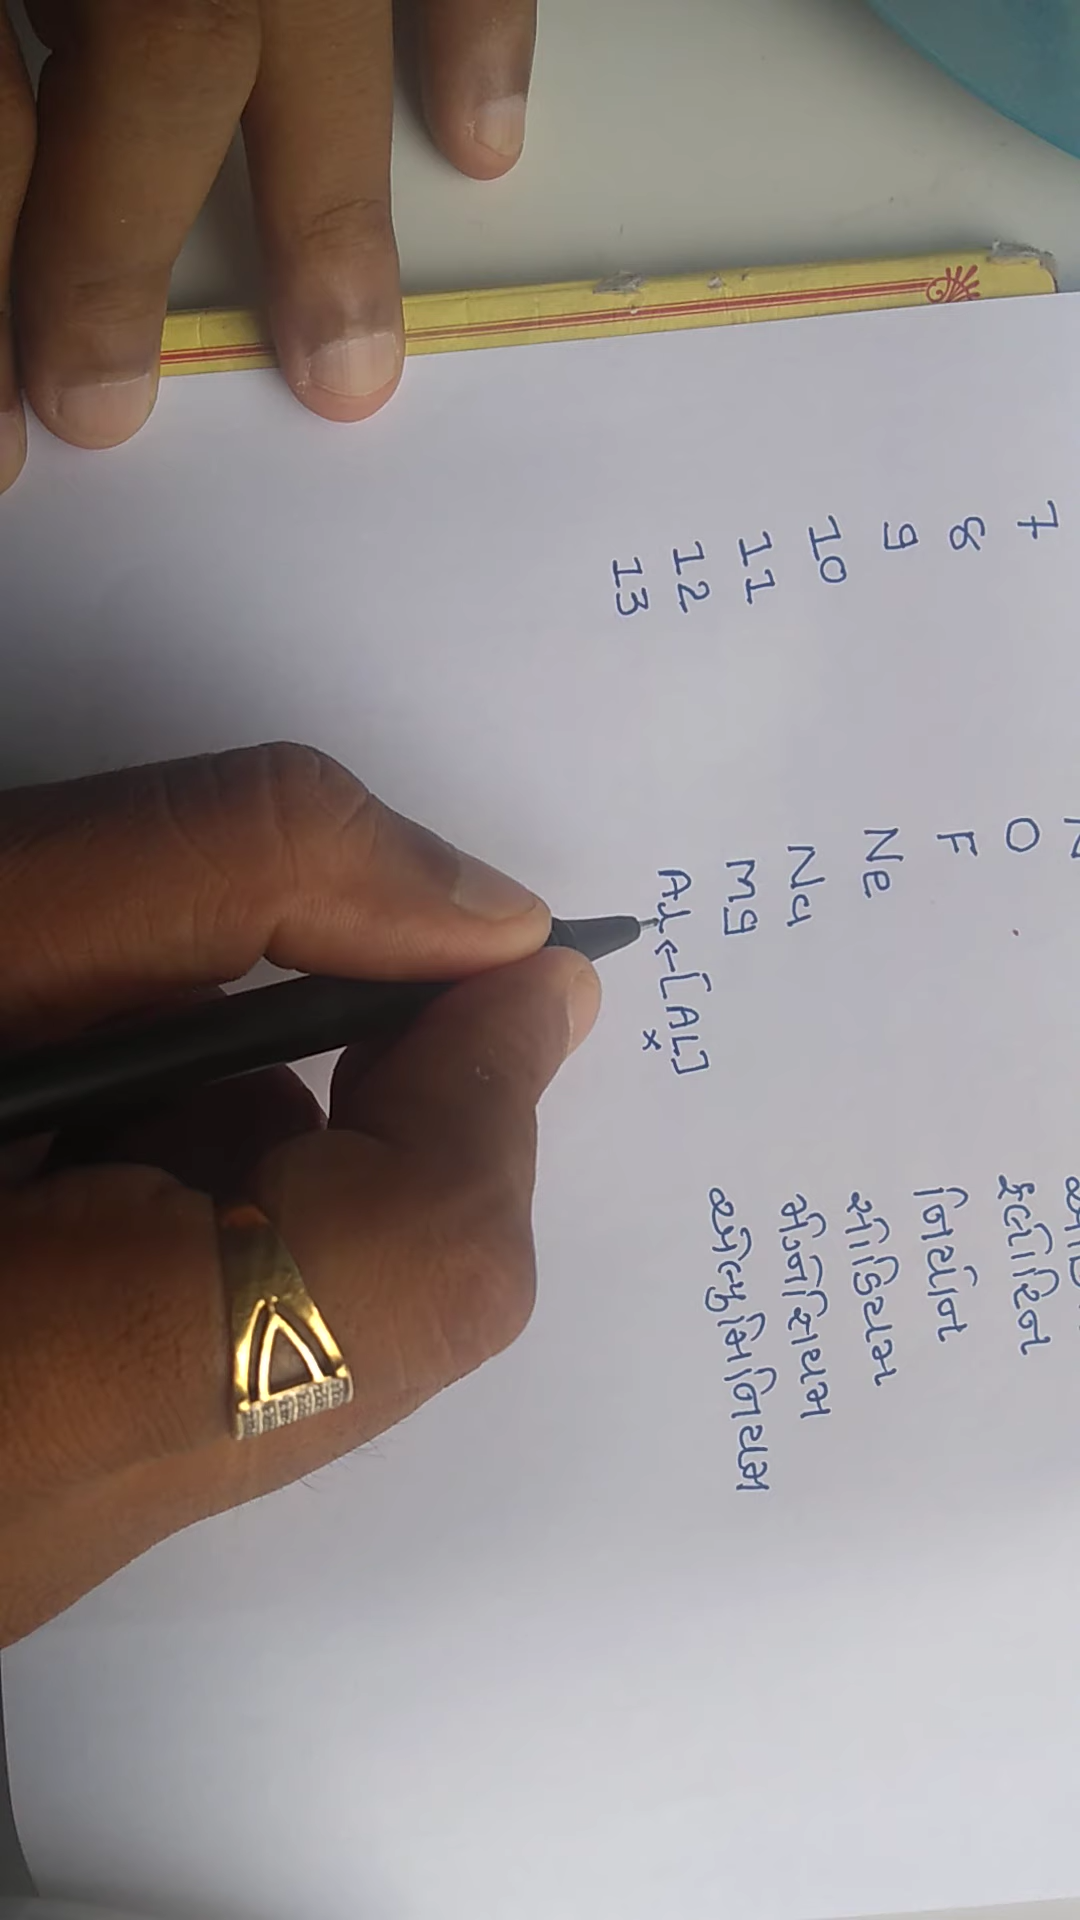 7 N
8 O
9 F ફ્લોરિન
10 Ne નિયોન
11 Na સોડિયમ
12 Mg મેગ્નેશિયમ
13 Al ← [AL] એલ્યુમિનિયમ
x